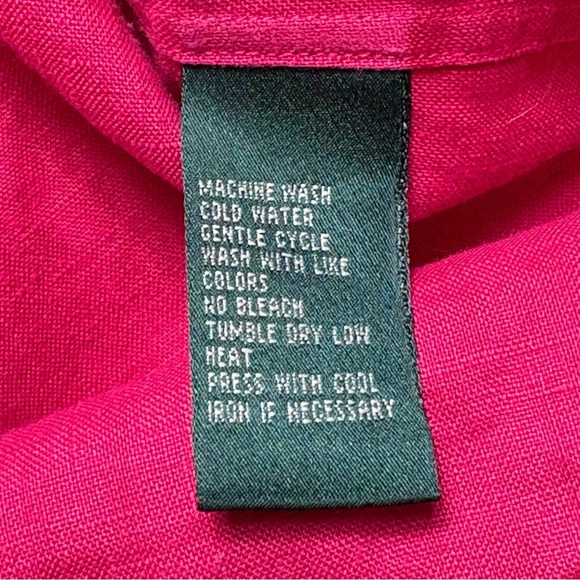 MACHINE WASH
COLD WATER
GENTLE CYCLE
WASH WITH LIKE
COLORS
NO BLEACH
TUMBLE DRY LOW
HEAT
PRESS WITH COOL
IRON IF NECESSARY